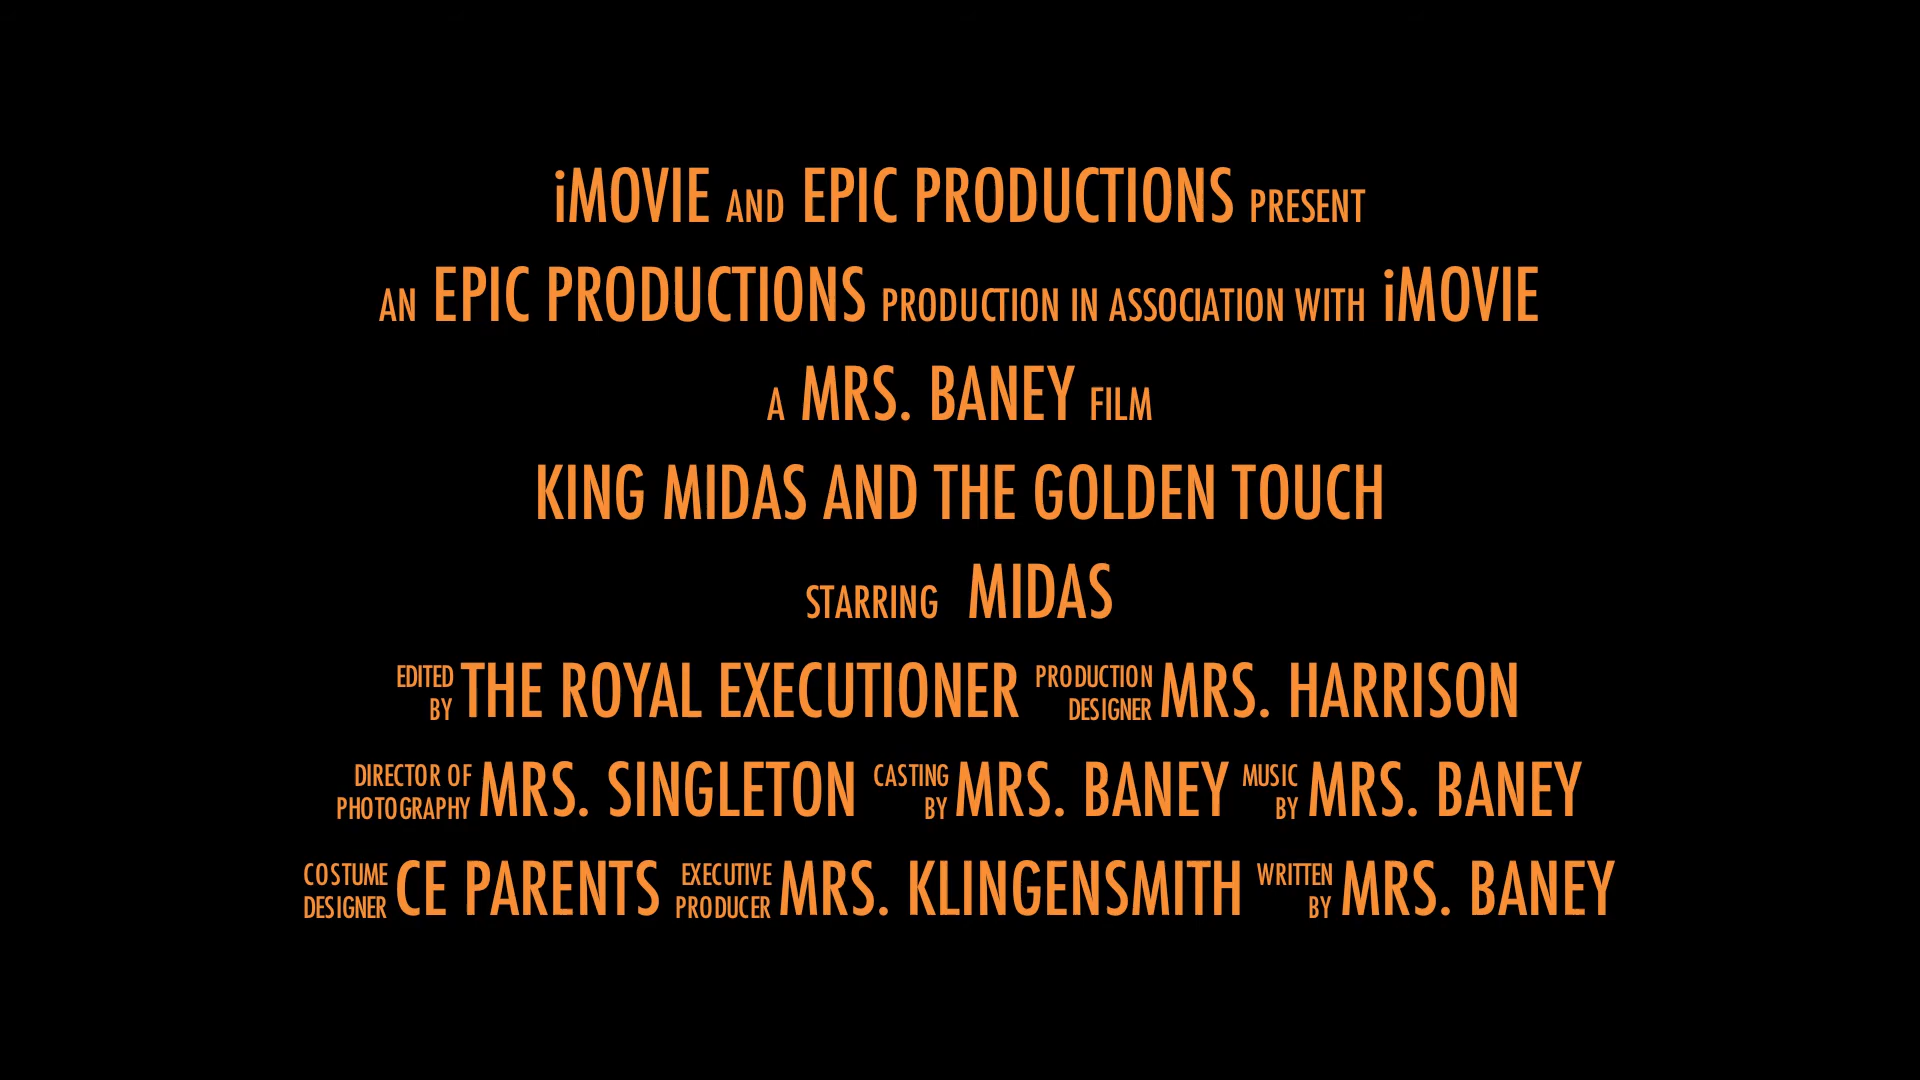 iMOVIE AND EPIC PRODUCTIONS PRESENT
AN EPIC PRODUCTIONS PRODUCTION IN ASSOCIATION WITH iMOVIE
A MRS. BANEY FILM
KING MIDAS AND THE GOLDEN TOUCH
STARRING MIDAS
EDITED BY THE ROYAL EXECUTIONER PRODUCTION DESIGNER MRS. HARRISON
DIRECTOR OF PHOTOGRAPHY MRS. SINGLETON CASTING BY MRS. BANEY MUSIC BY MRS. BANEY
COSTUME DESIGNER CE PARENTS EXECUTIVE PRODUCER MRS. KLINGENSMITH WRITTEN BY MRS. BANEY